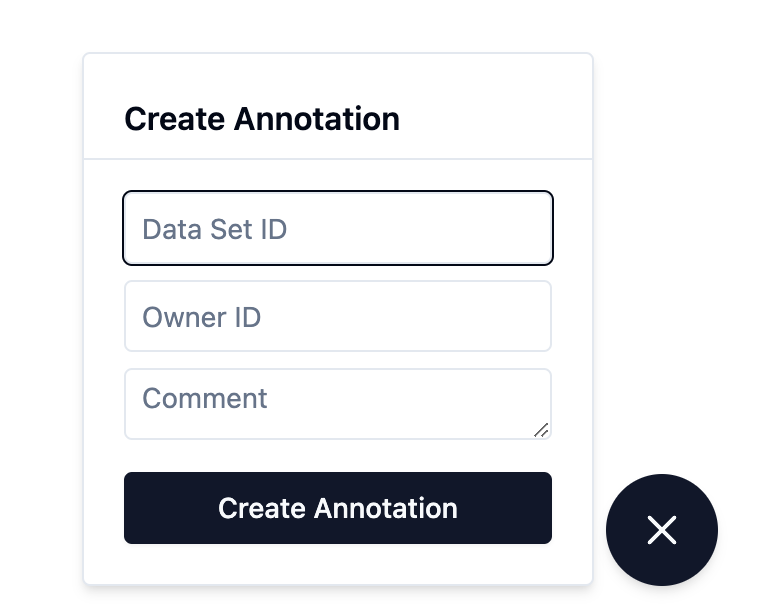 Create Annotation
Data Set ID
Owner ID
Comment
Create Annotation